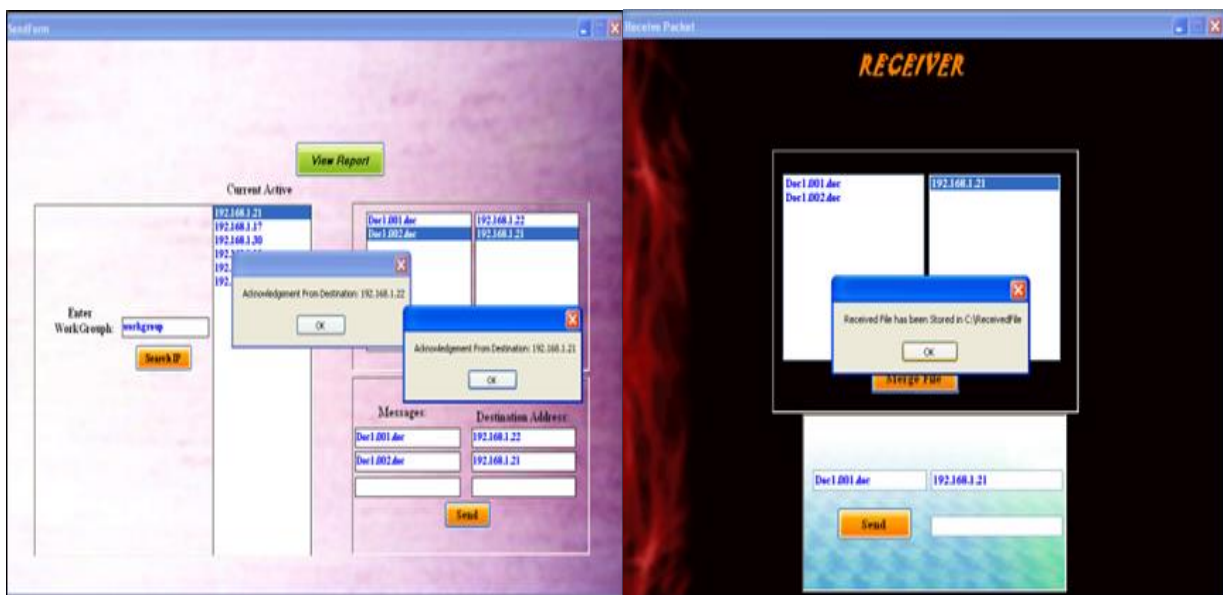 SendForm
View Report
Current Active
192.168.1.21
192.168.1.17
192.168.1.30
192.
192.
192.
Enter
WorkGrouph:
workgroup
Search IP
Doc1.001.doc
Doc1.002.doc
192.168.1.22
192.168.1.21
Acknowledgement From Destination: 192.168.1.22
OK
Acknowledgement From Destination: 192.168.1.21
OK
Messages:
Destination Address:
Doc1.001.doc
192.168.1.22
Doc1.002.doc
192.168.1.21
Send
Receive Packet
RECEIVER
Doc1.001.doc
Doc1.002.doc
192.168.1.21
Received File has been Stored in C:\ReceivedFile
OK
Merge File
Doc1.001.doc
192.168.1.21
Send